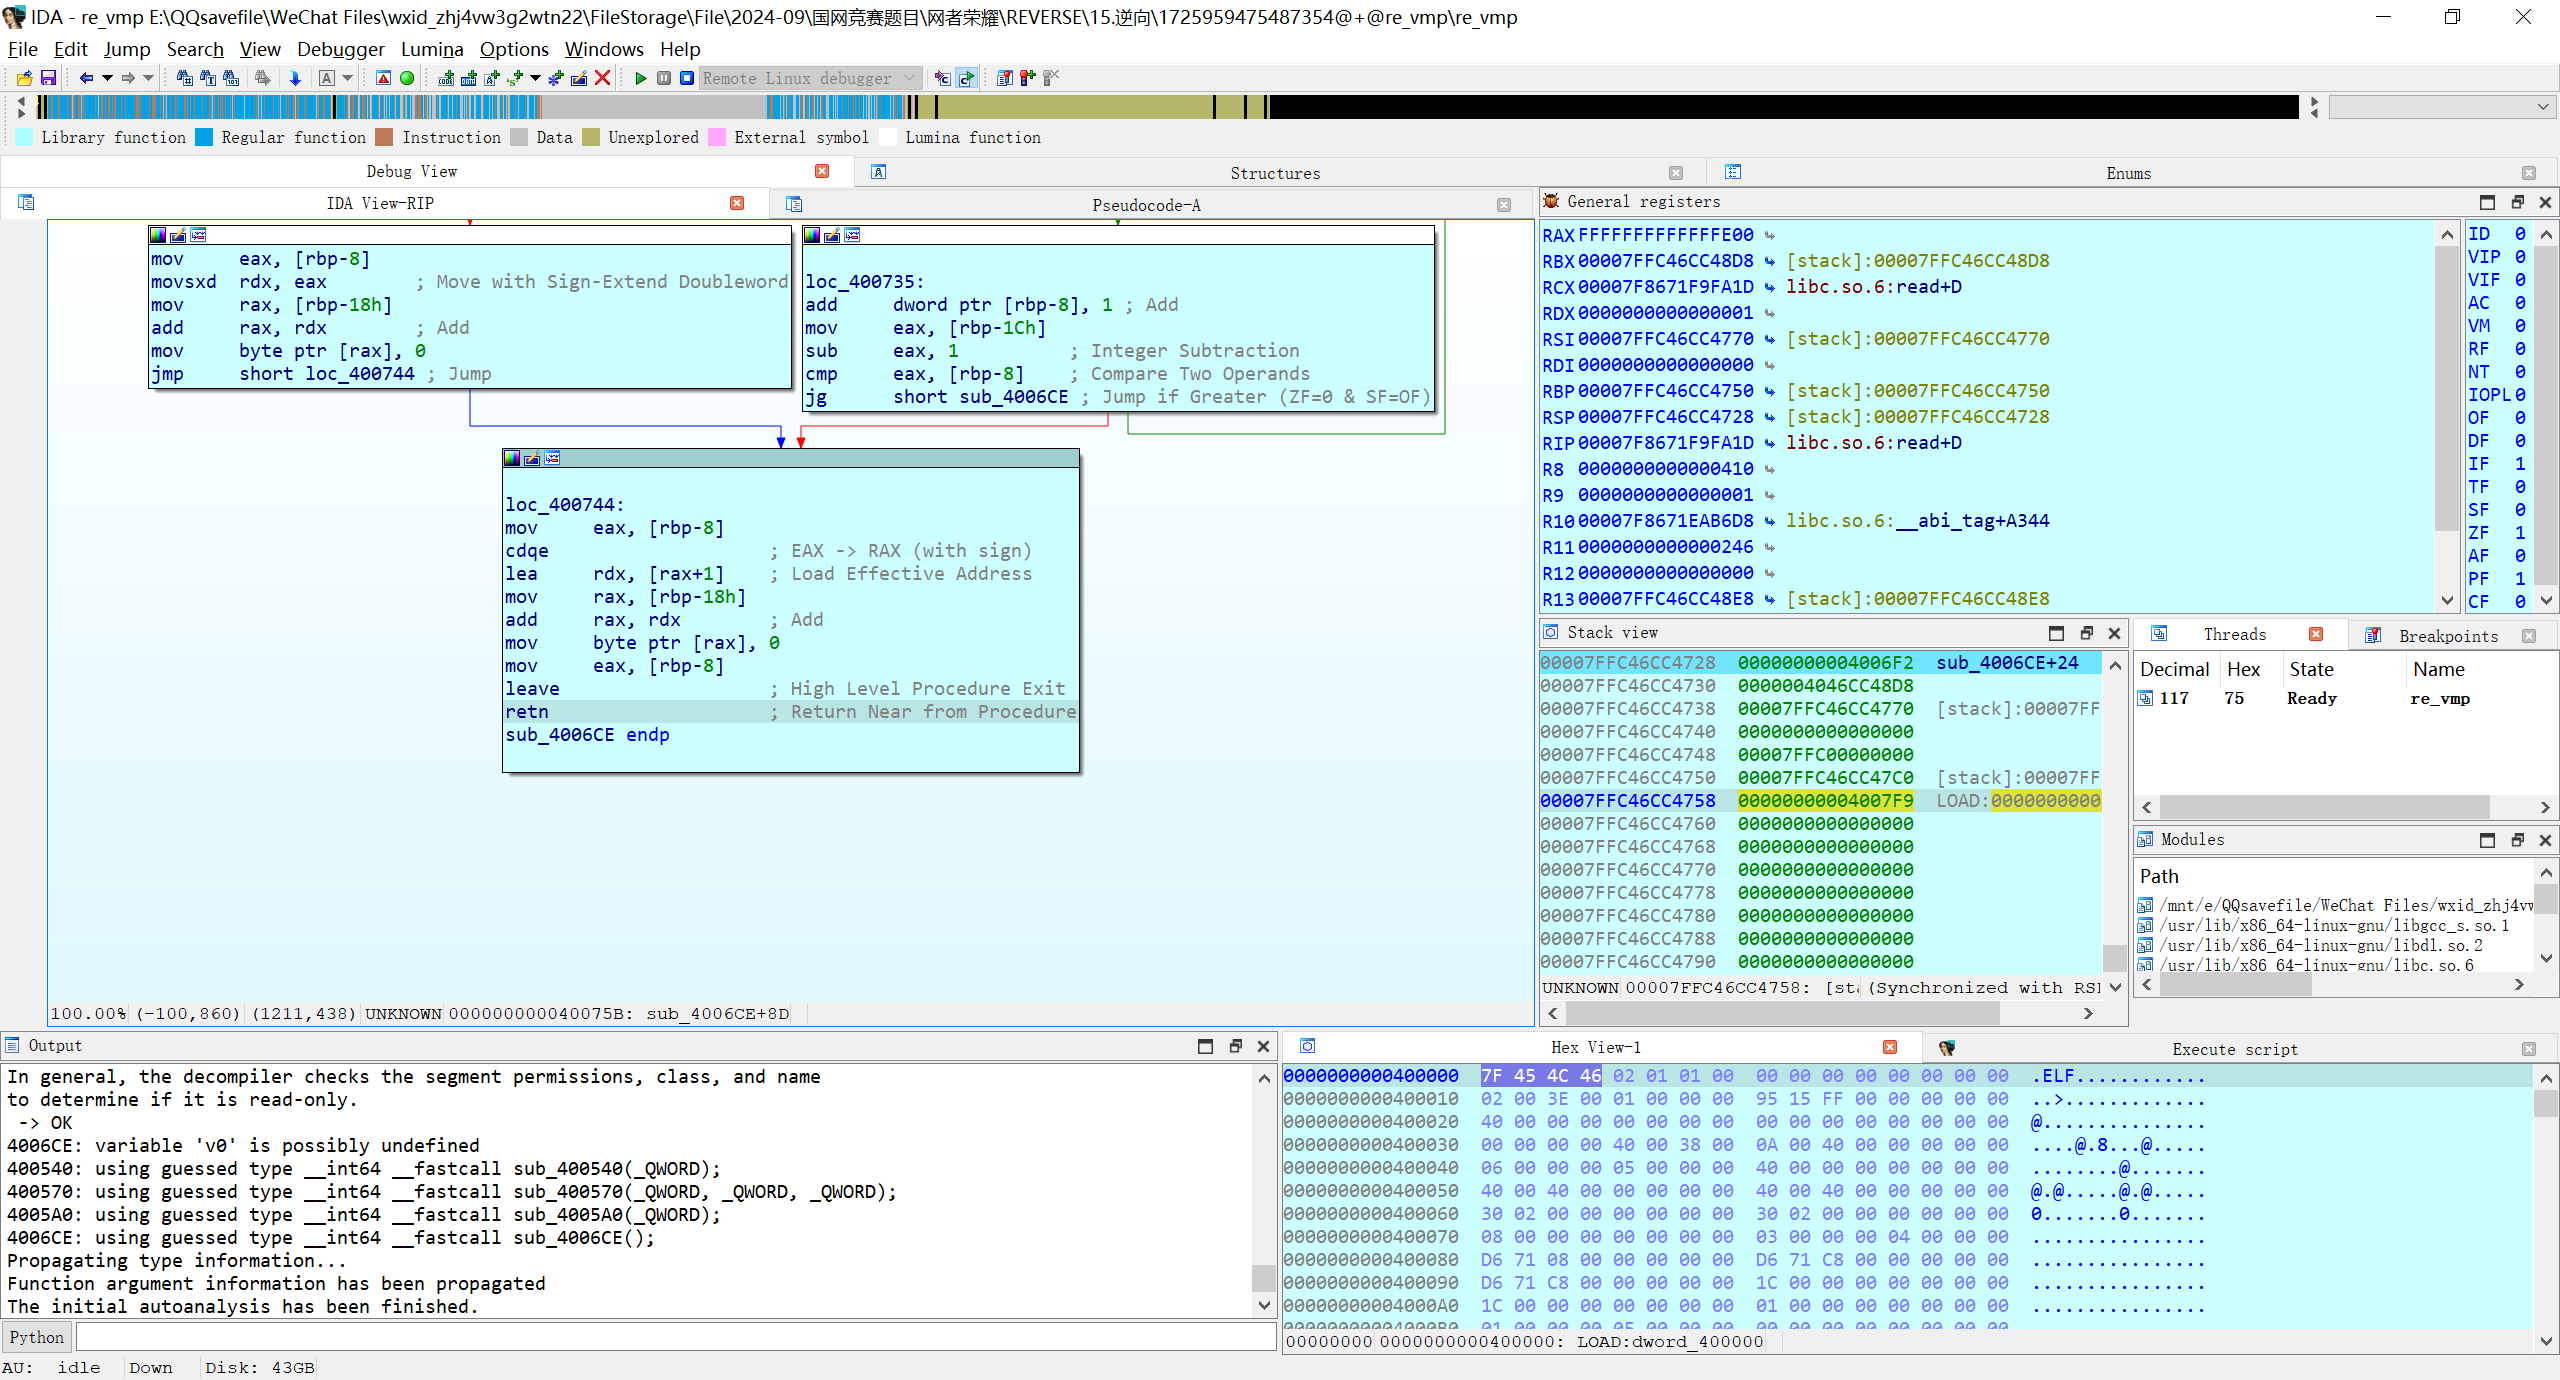 IDA - re_vmp E:\QQsavefile\WeChat Files\wxid_zhj4vw3g2wtn22\FileStorage\File\2024-09\国网竞赛题目\网者荣耀\REVERSE\15.逆向\1725959475487354@+@re_vmp\re_vmp
File Edit Jump Search View Debugger Lumina Options Windows Help
Remote Linux debugger
Library function Regular function Instruction Data Unexplored External symbol Lumina function
Debug View Structures Enums
IDA View-RIP Pseudocode-A
mov eax, [rbp-8]
movsxd rdx, eax ; Move with Sign-Extend Doubleword
mov rax, [rbp-18h]
add rax, rdx ; Add
mov byte ptr [rax], 0
jmp short loc_400744 ; Jump
loc_400735:
add dword ptr [rbp-8], 1 ; Add
mov eax, [rbp-1Ch]
sub eax, 1 ; Integer Subtraction
cmp eax, [rbp-8] ; Compare Two Operands
jg short sub_4006CE ; Jump if Greater (ZF=0 & SF=OF)
loc_400744:
mov eax, [rbp-8]
cdqe ; EAX -> RAX (with sign)
lea rdx, [rax+1] ; Load Effective Address
mov rax, [rbp-18h]
add rax, rdx ; Add
mov byte ptr [rax], 0
mov eax, [rbp-8]
leave ; High Level Procedure Exit
retn ; Return Near from Procedure
sub_4006CE endp
100.00% (-100,860) (1211,438) UNKNOWN 000000000040075B: sub_4006CE+8D
General registers
RAX FFFFFFFFFFFFFE00
RBX 00007FFC46CC48D8 [stack]:00007FFC46CC48D8
RCX 00007F8671F9FA1D libc.so.6:read+D
RDX 0000000000000001
RSI 00007FFC46CC4770 [stack]:00007FFC46CC4770
RDI 0000000000000000
RBP 00007FFC46CC4750 [stack]:00007FFC46CC4750
RSP 00007FFC46CC4728 [stack]:00007FFC46CC4728
RIP 00007F8671F9FA1D libc.so.6:read+D
R8 0000000000000410
R9 0000000000000001
R10 00007F8671EAB6D8 libc.so.6:__abi_tag+A344
R11 0000000000000246
R12 0000000000000000
R13 00007FFC46CC48E8 [stack]:00007FFC46CC48E8
ID 0
VIP 0
VIF 0
AC 0
VM 0
RF 0
NT 0
IOPL 0
OF 0
DF 0
IF 1
TF 0
SF 0
ZF 1
AF 0
PF 1
CF 0
Stack view
00007FFC46CC4728 00000000004006F2 sub_4006CE+24
00007FFC46CC4730 0000004046CC48D8
00007FFC46CC4738 00007FFC46CC4770 [stack]:00007FF
00007FFC46CC4740 0000000000000000
00007FFC46CC4748 00007FFC00000000
00007FFC46CC4750 00007FFC46CC47C0 [stack]:00007FF
00007FFC46CC4758 00000000004007F9 LOAD:0000000000
00007FFC46CC4760 0000000000000000
00007FFC46CC4768 0000000000000000
00007FFC46CC4770 0000000000000000
00007FFC46CC4778 0000000000000000
00007FFC46CC4780 0000000000000000
00007FFC46CC4788 0000000000000000
00007FFC46CC4790 0000000000000000
UNKNOWN 00007FFC46CC4758: [sta (Synchronized with RSI
Threads Breakpoints
Decimal Hex State Name
117 75 Ready re_vmp
Modules
Path
/mnt/e/QQsavefile/WeChat Files/wxid_zhj4vw
/usr/lib/x86_64-linux-gnu/libgcc_s.so.1
/usr/lib/x86_64-linux-gnu/libdl.so.2
/usr/lib/x86_64-linux-gnu/libc.so.6
Output
In general, the decompiler checks the segment permissions, class, and name
to determine if it is read-only.
-> OK
4006CE: variable 'v0' is possibly undefined
400540: using guessed type __int64 __fastcall sub_400540(_QWORD);
400570: using guessed type __int64 __fastcall sub_400570(_QWORD, _QWORD, _QWORD);
4005A0: using guessed type __int64 __fastcall sub_4005A0(_QWORD);
4006CE: using guessed type __int64 __fastcall sub_4006CE();
Propagating type information...
Function argument information has been propagated
The initial autoanalysis has been finished.
Python
AU: idle Down Disk: 43GB
Hex View-1 Execute script
0000000000400000 7F 45 4C 46 02 01 01 00 00 00 00 00 00 00 00 00 .ELF............
0000000000400010 02 00 3E 00 01 00 00 00 95 15 FF 00 00 00 00 00 ..>.............
0000000000400020 40 00 00 00 00 00 00 00 00 00 00 00 00 00 00 00 @...............
0000000000400030 00 00 00 00 40 00 38 00 0A 00 40 00 00 00 00 00 ....@.8...@.....
0000000000400040 06 00 00 00 05 00 00 00 40 00 00 00 00 00 00 00 ........@.......
0000000000400050 40 00 40 00 00 00 00 00 40 00 40 00 00 00 00 00 @.@.....@.@.....
0000000000400060 30 02 00 00 00 00 00 00 30 02 00 00 00 00 00 00 0.......0.......
0000000000400070 08 00 00 00 00 00 00 00 03 00 00 00 04 00 00 00 ................
0000000000400080 D6 71 08 00 00 00 00 00 D6 71 C8 00 00 00 00 00 ................
0000000000400090 D6 71 C8 00 00 00 00 00 1C 00 00 00 00 00 00 00 ................
00000000004000A0 1C 00 00 00 00 00 00 00 01 00 00 00 00 00 00 00 ................
00000000 0000000000400000: LOAD:dword_400000